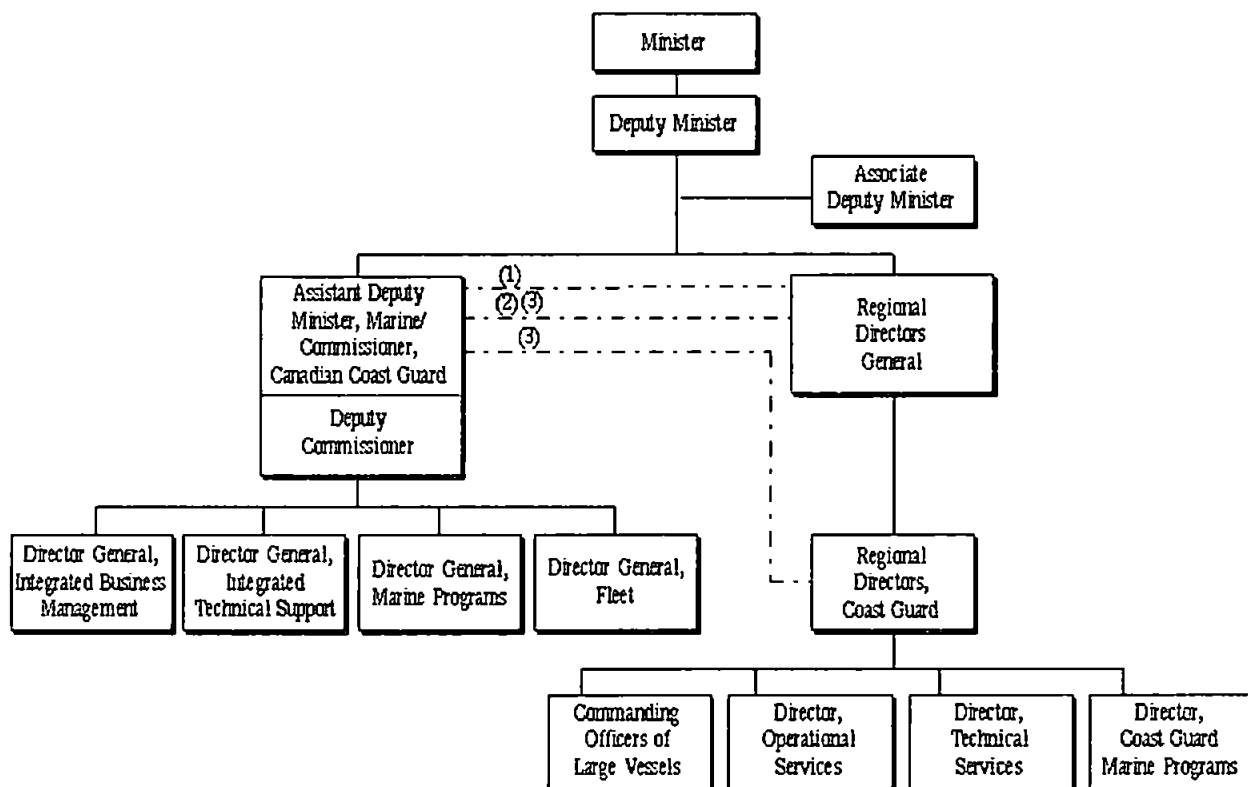 Minister
Deputy Minister
Associate
Deputy Minister
(1)
(2) (3)
(3)
Assistant Deputy
Minister, Marine/
Commissioner,
Canadian Coast Guard
Deputy
Commissioner
Regional
Directors
General
Director General,
Integrated Business
Management
Director General,
Integrated
Technical Support
Director General,
Marine Programs
Director General,
Fleet
Regional
Directors,
Coast Guard
Commanding
Officers of
Large Vessels
Director,
Operational
Services
Director,
Technical
Services
Director,
Coast Guard
Marine Programs